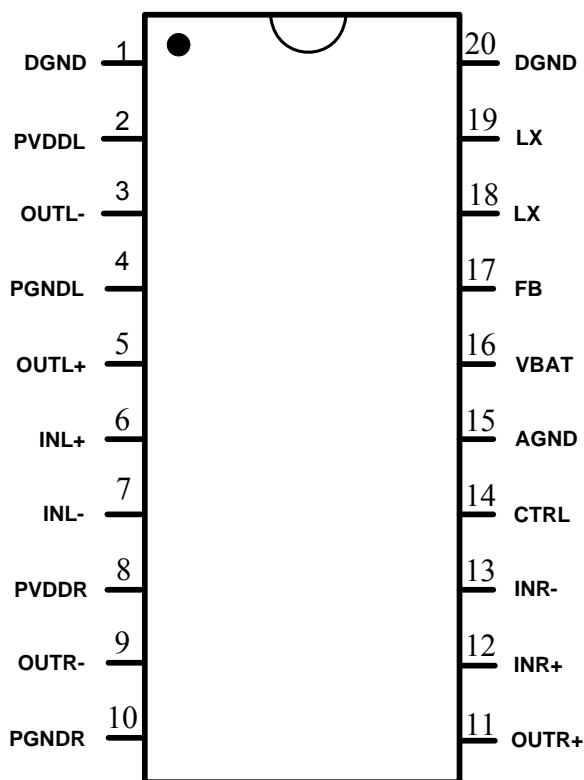 DGND 1 20 DGND
PVDDL 2 19 LX
OUTL- 3 18 LX
PGNDL 4 17 FB
OUTL+ 5 16 VBAT
INL+ 6 15 AGND
INL- 7 14 CTRL
PVDDR 8 13 INR-
OUTR- 9 12 INR+
PGNDR 10 11 OUTR+